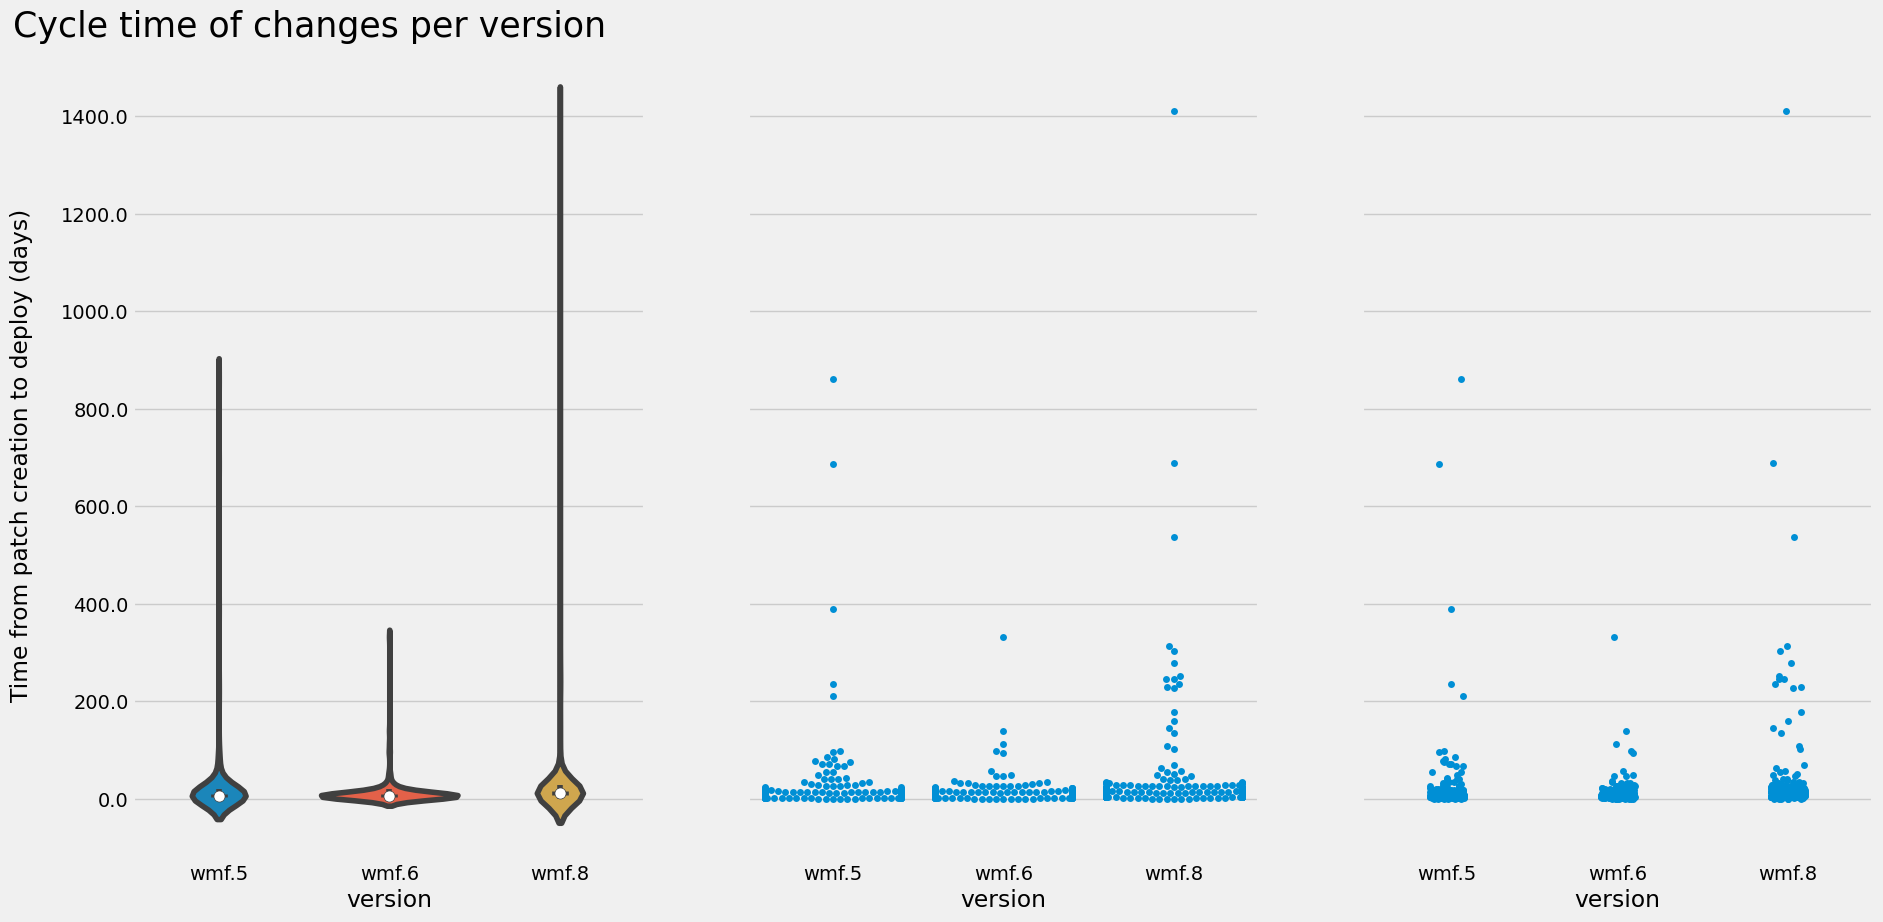 Cycle time of changes per version
Time from patch creation to deploy (days)
1400.0
1200.0
1000.0
800.0
600.0
400.0
200.0
0.0
wmf.5 wmf.6 wmf.8
version
wmf.5 wmf.6 wmf.8
version
wmf.5 wmf.6 wmf.8
version